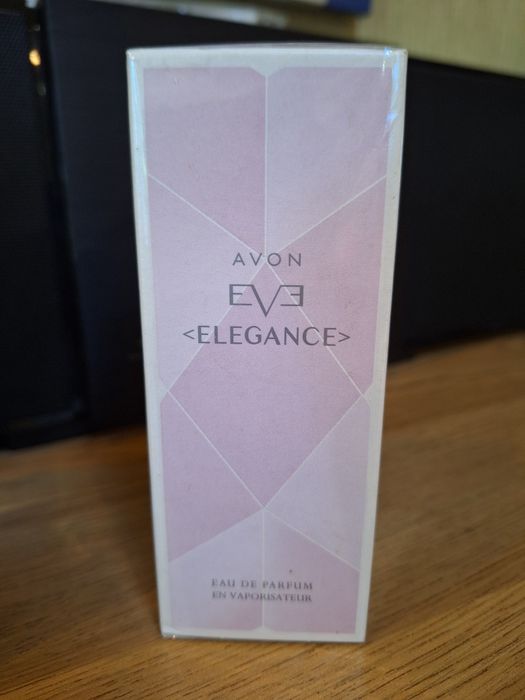 AVON
EVE
<ELEGANCE>
EAU DE PARFUM
EN VAPORISATEUR